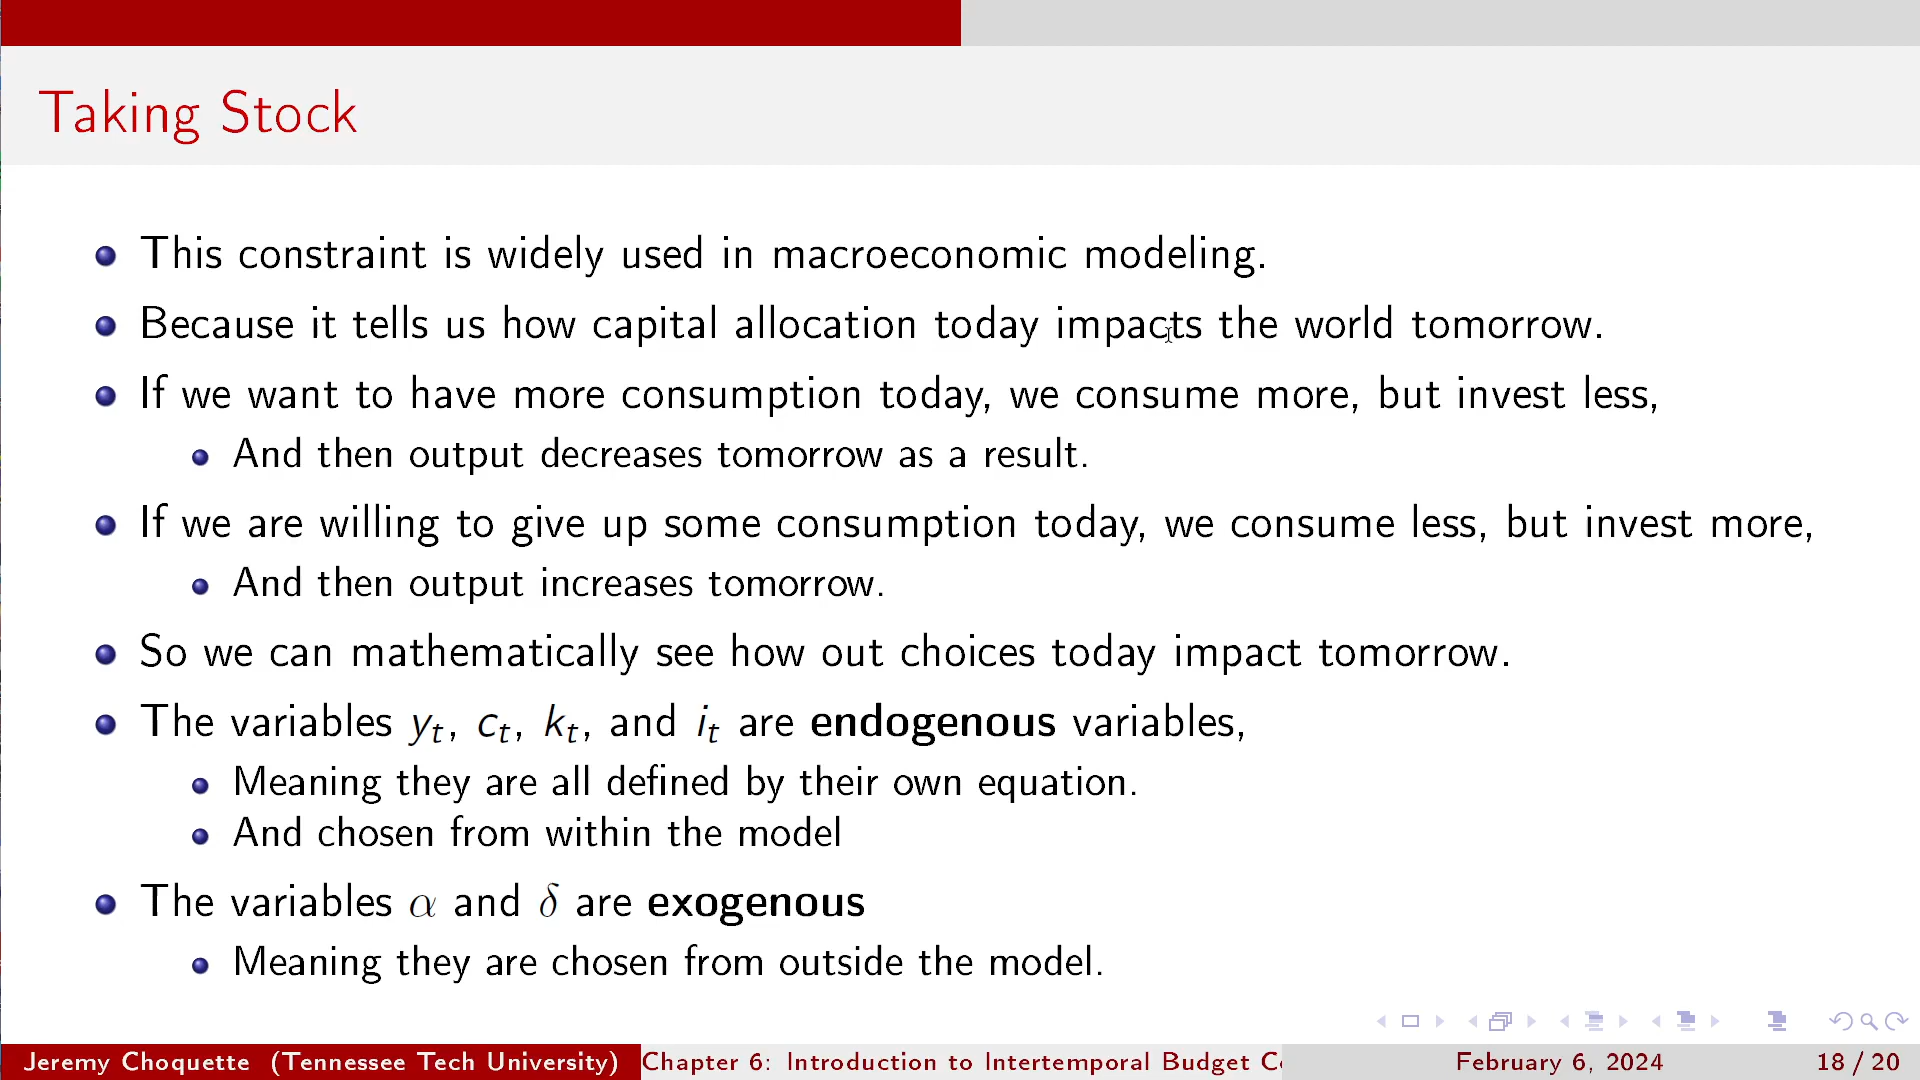 Taking Stock
This constraint is widely used in macroeconomic modeling.
Because it tells us how capital allocation today impacts the world tomorrow.
If we want to have more consumption today, we consume more, but invest less,
And then output decreases tomorrow as a result.
If we are willing to give up some consumption today, we consume less, but invest more,
And then output increases tomorrow.
So we can mathematically see how out choices today impact tomorrow.
The variables y_t, c_t, k_t, and i_t are endogenous variables,
Meaning they are all defined by their own equation.
And chosen from within the model
The variables α and δ are exogenous
Meaning they are chosen from outside the model.
Jeremy Choquette (Tennessee Tech University) Chapter 6: Introduction to Intertemporal Budget February 6, 2024 18 / 20